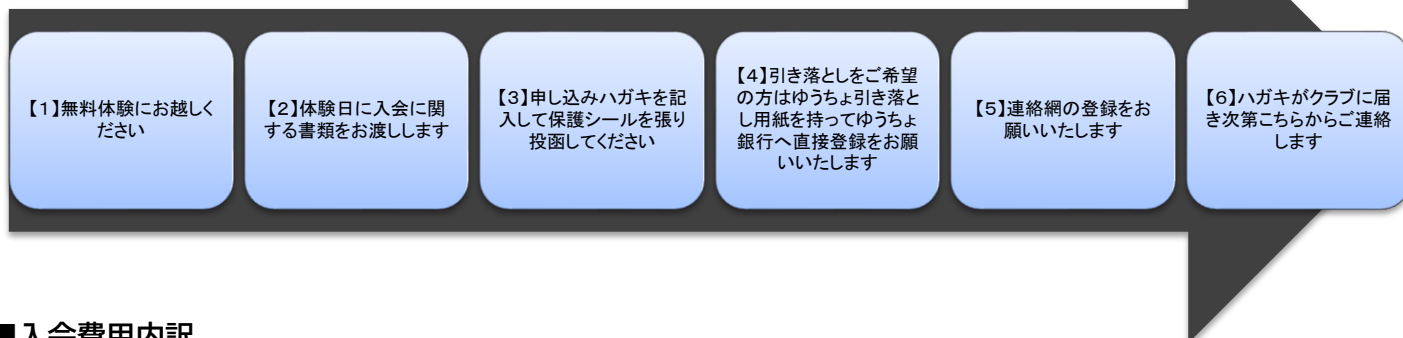 【1】無料体験にお越しく
ださい
【2】体験日に入会に関
する書類をお渡しします
【3】申し込みハガキを記
入して保護シールを張り
投函してください
【4】引き落としをご希望
の方はゆうちょ引き落と
し用紙を持ってゆうちょ
銀行へ直接登録をお願
いいたします
【5】連絡網の登録をお
願いいたします
【6】ハガキがクラブに届
き次第こちらからご連絡
します
■入会費用内訳